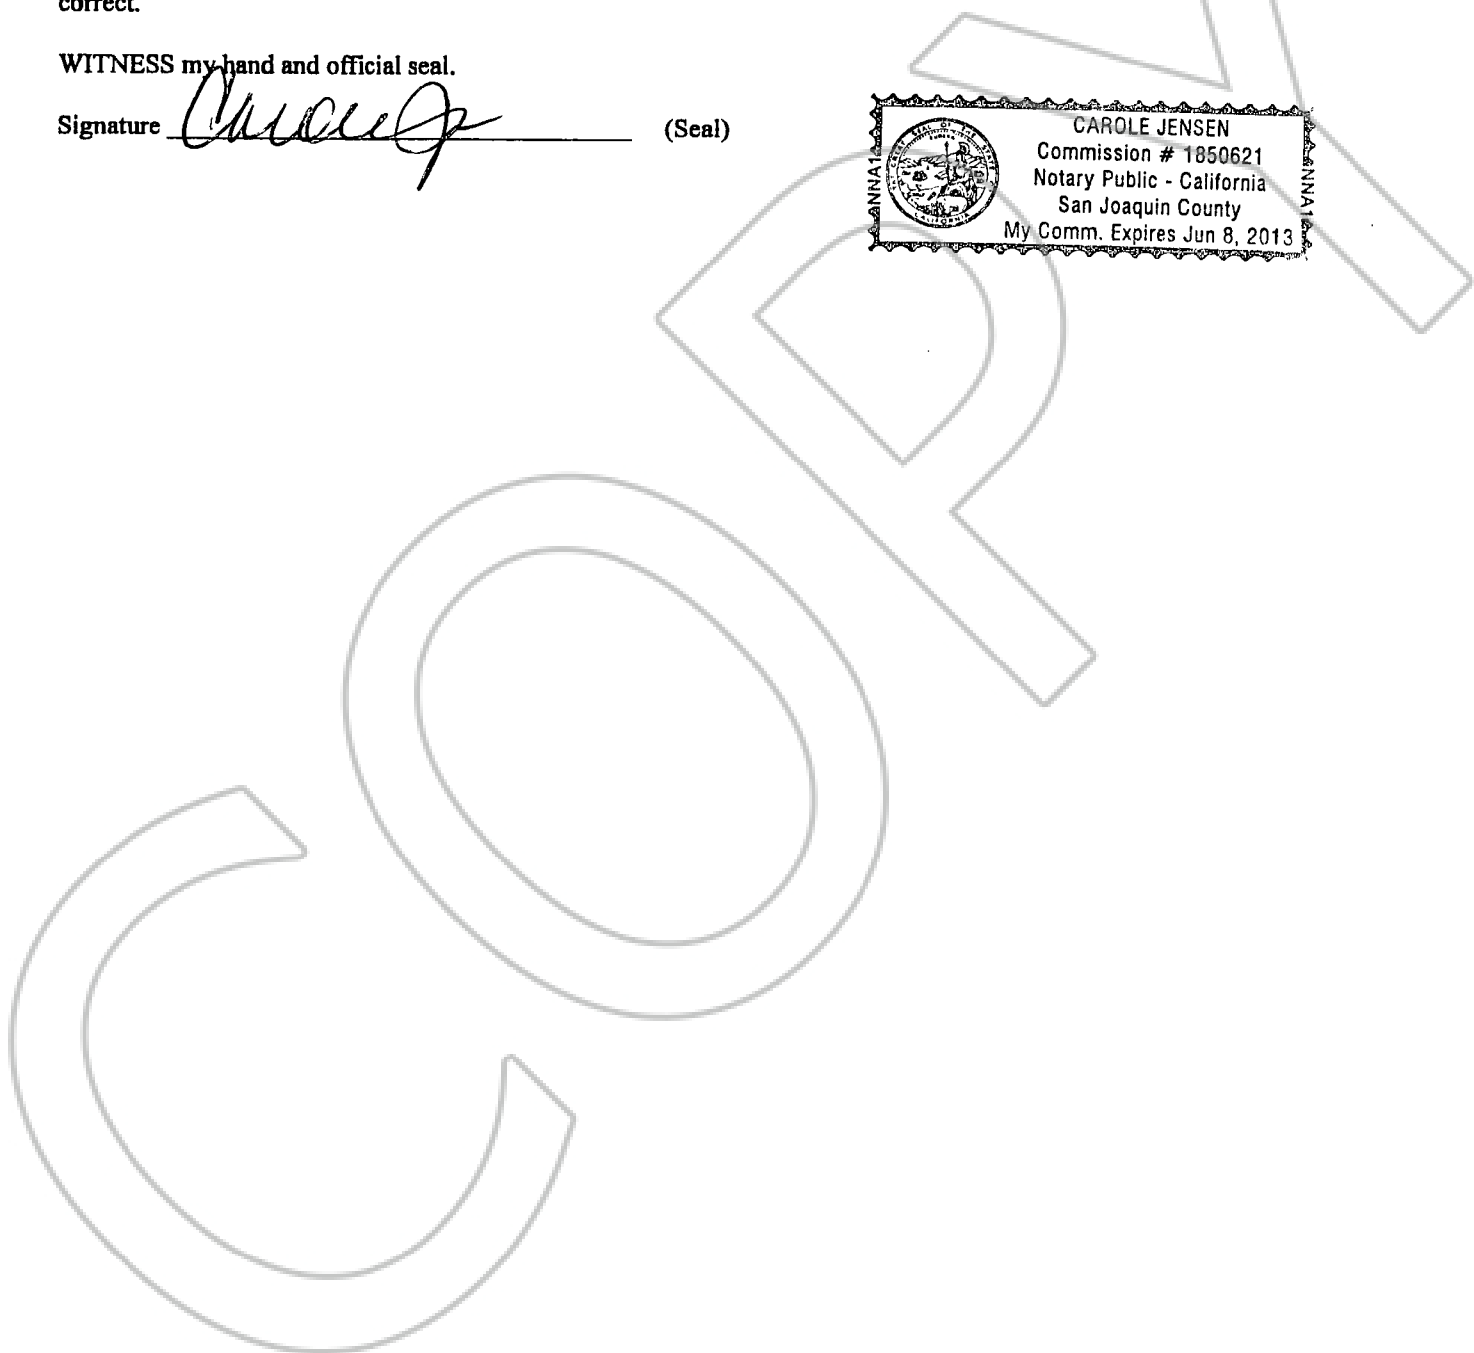 correct.
WITNESS my hand and official seal.
Signature (Seal)
CAROLE JENSEN
Commission # 1850621
Notary Public - California
San Joaquin County
My Comm. Expires Jun 8, 2013
COPY